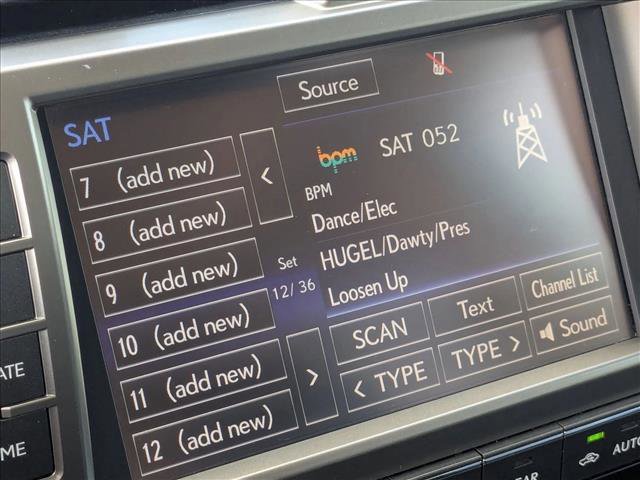 Source
SAT
bpm
SAT 052
BPM
Dance/Elec
HUGEL/Dawty/Pres
Loosen Up
7 (add new)
8 (add new)
9 (add new)
10 (add new)
11 (add new)
12 (add new)
<
Set
12/36
>
SCAN
Text
Channel List
< TYPE
TYPE >
Sound
ATE
ME
EAR
AUTO